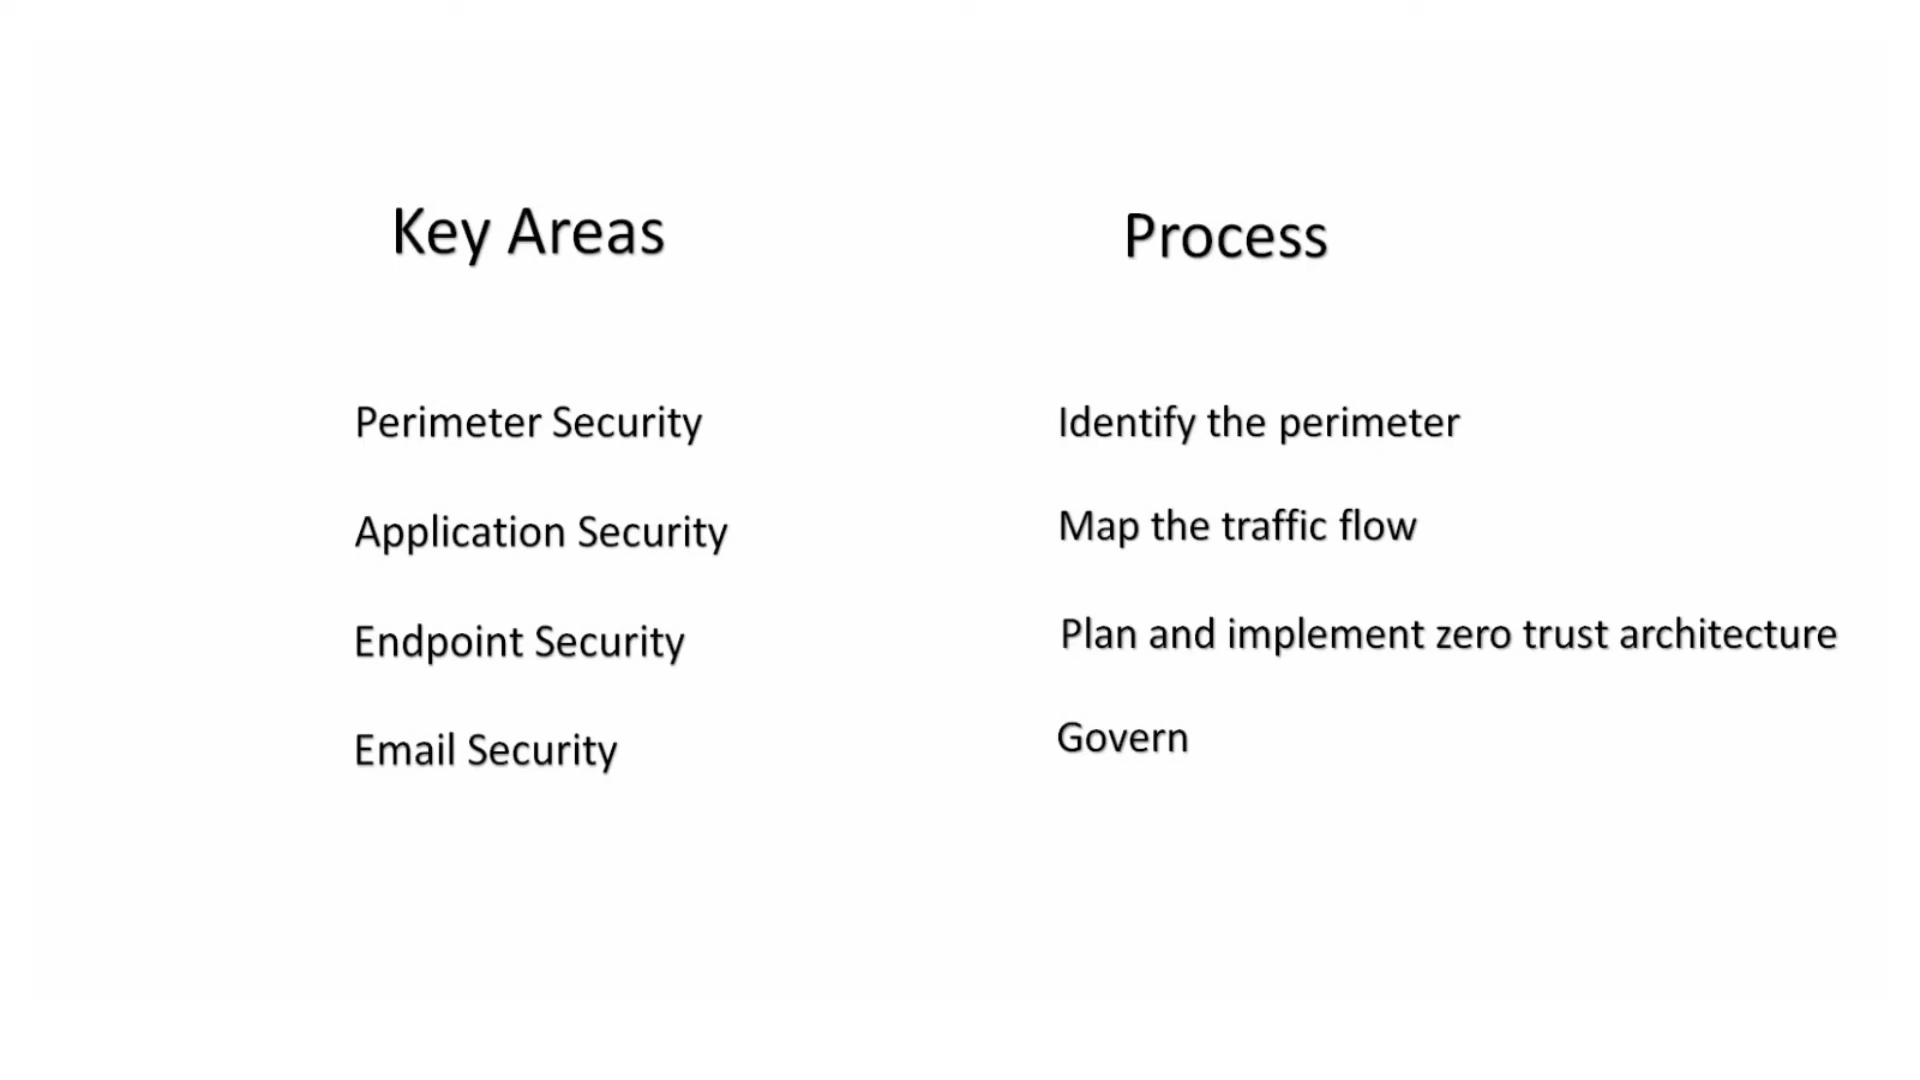 Key Areas
Perimeter Security
Application Security
Endpoint Security
Email Security
Process
Identify the perimeter
Map the traffic flow
Plan and implement zero trust architecture
Govern